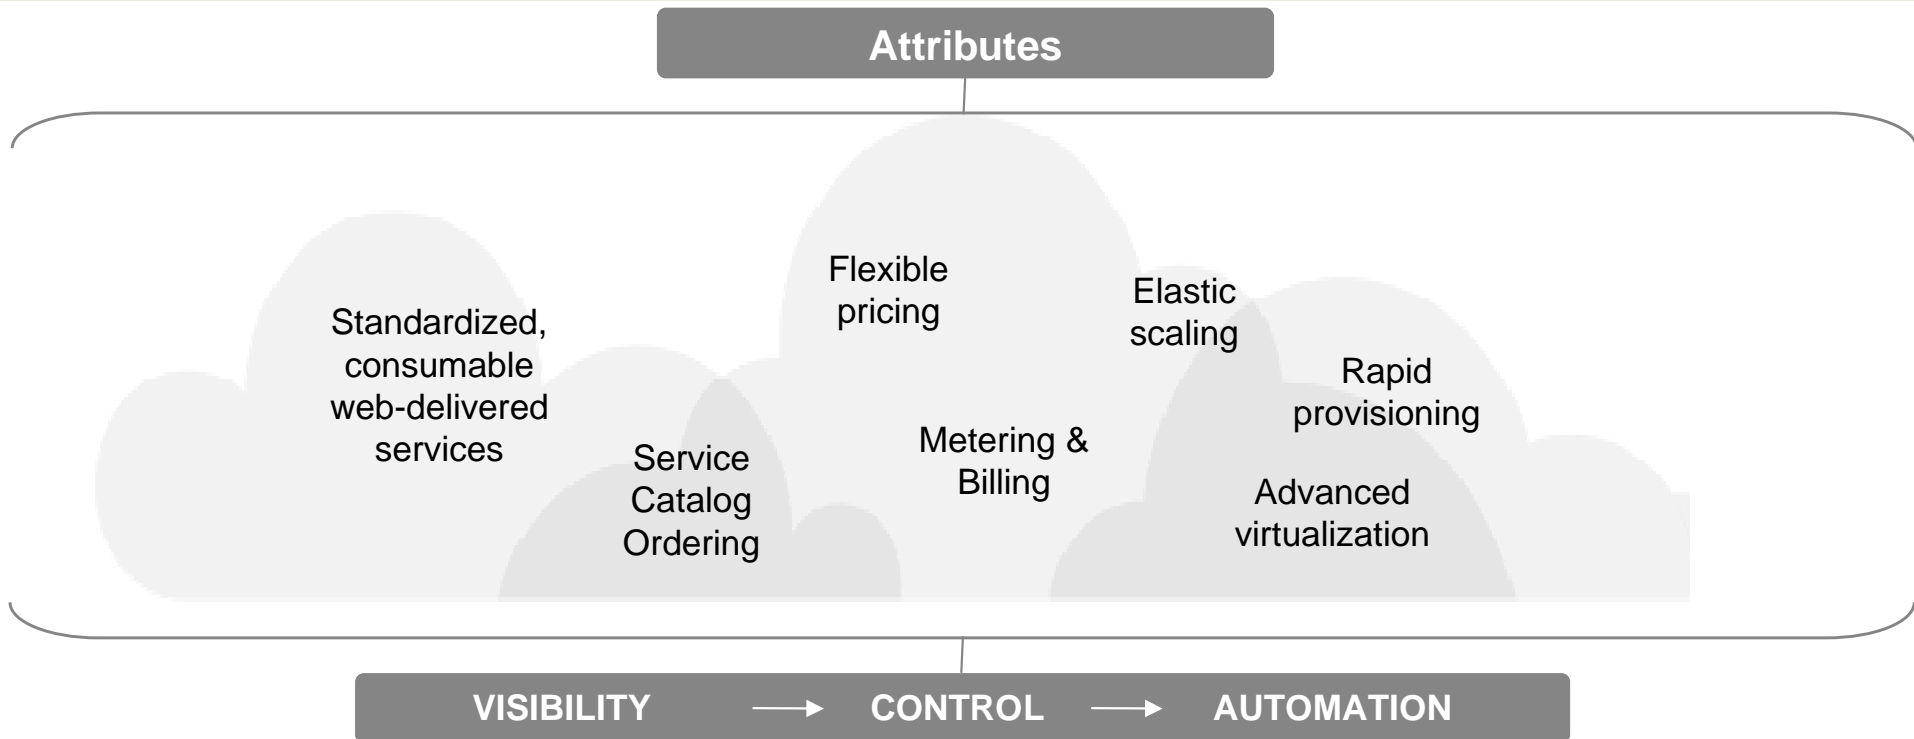 Attributes
Standardized,
consumable
web-delivered
services
Service
Catalog
Ordering
Flexible
pricing
Metering &
Billing
Elastic
scaling
Rapid
provisioning
Advanced
virtualization
VISIBILITY CONTROL AUTOMATION